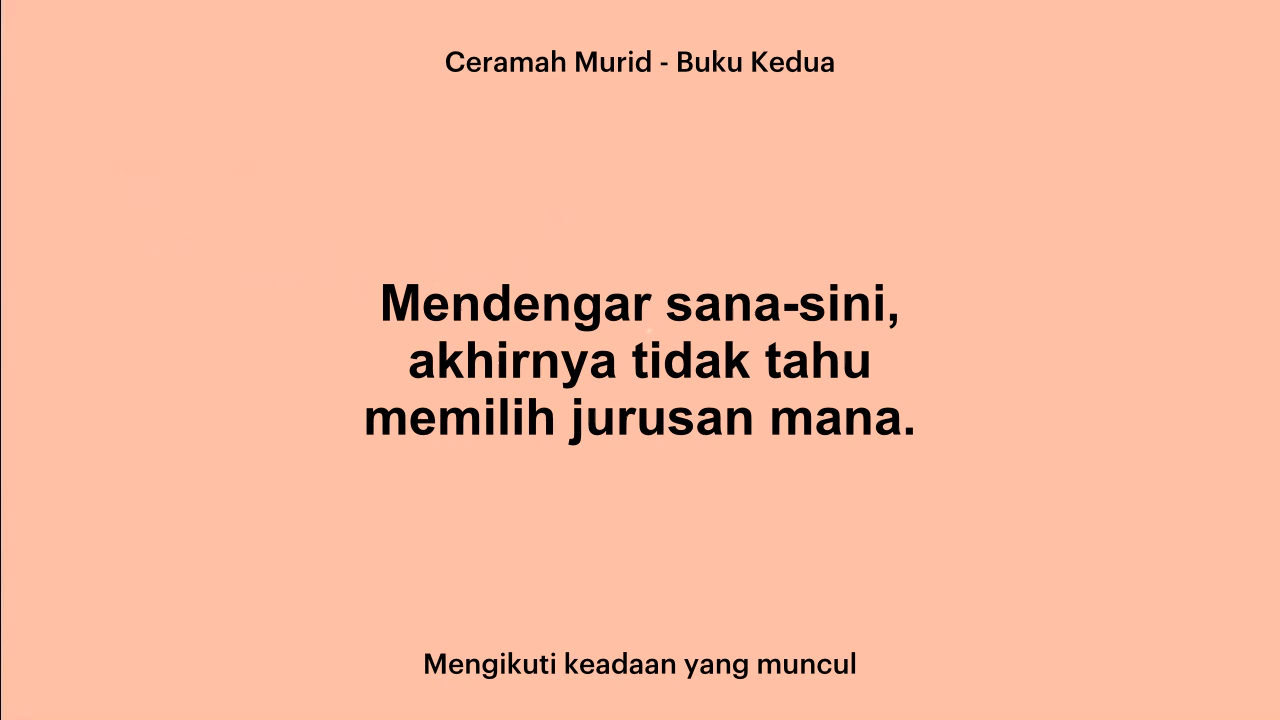 Ceramah Murid - Buku Kedua
Mendengar sana-sini,
akhirnya tidak tahu
memilih jurusan mana.
Mengikuti keadaan yang muncul